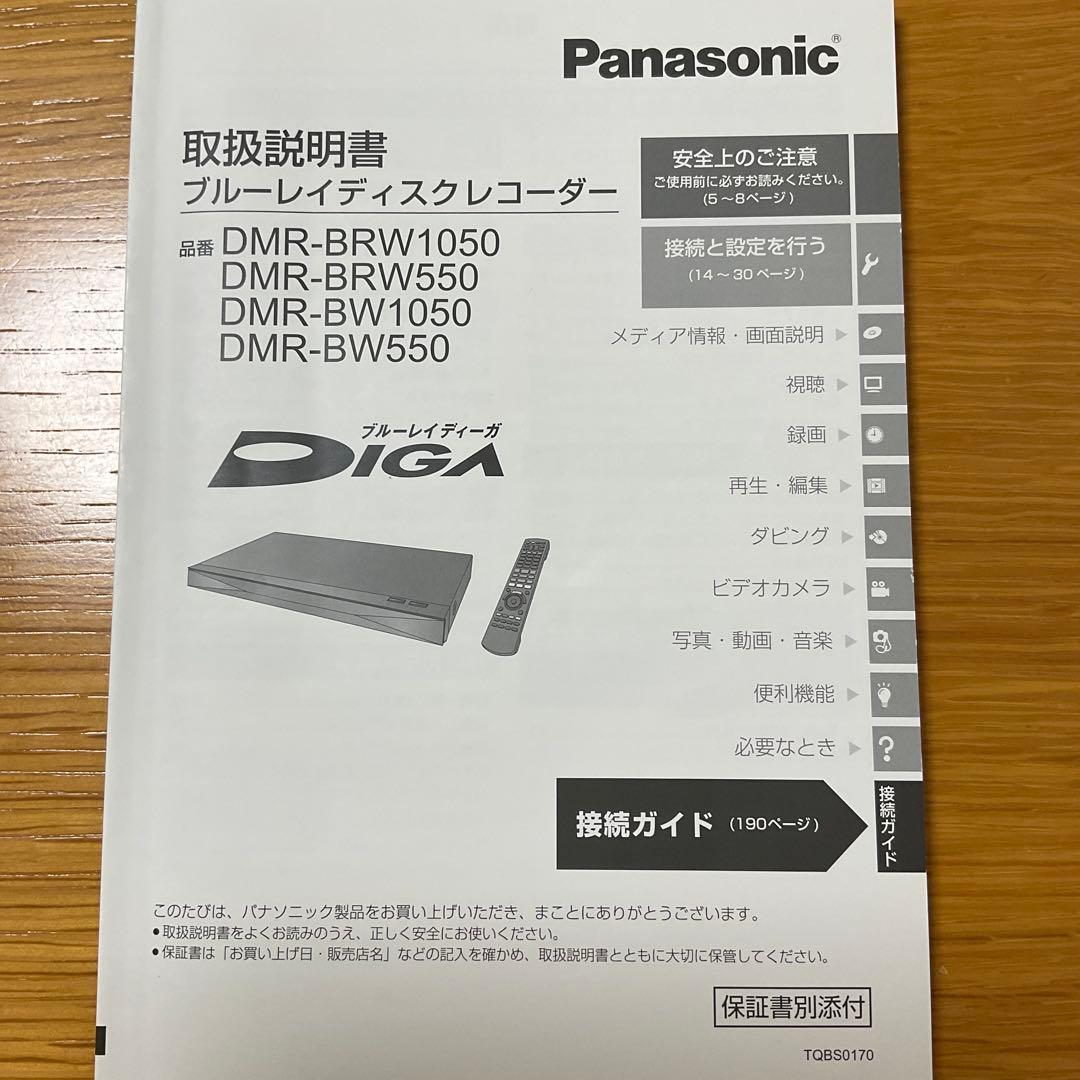 Panasonic®
取扱説明書
ブルーレイディスクレコーダー
品番 DMR-BRW1050
DMR-BRW550
DMR-BW1050
DMR-BW550
ブルーレイディーガ
DIGA
安全上のご注意
ご使用前に必ずお読みください。
(5～8ページ)
接続と設定を行う
(14～30ページ)
メディア情報・画面説明
視聴
録画
再生・編集
ダビング
ビデオカメラ
写真・動画・音楽
便利機能
必要なとき
?
接続ガイド (190ページ)
接続ガイド
このたびは、パナソニック製品をお買い上げいただき、まことにありがとうございます。
●取扱説明書をよくお読みのうえ、正しく安全にお使いください。
●保証書は「お買い上げ日・販売店名」などの記入を確かめ、取扱説明書とともに大切に保管してください。
保証書別添付
TQBS0170